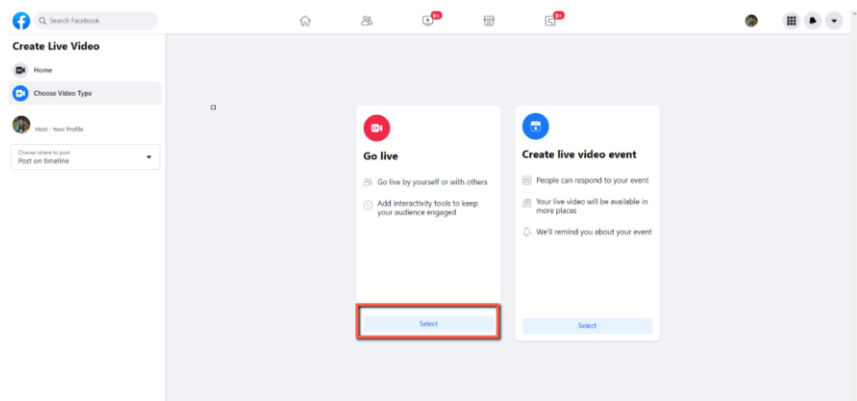 Search Facebook
9+
9+
Create Live Video
Home
Choose Video Type
Host - Your Profile
Choose where to post
Post on timeline
Go live
Go live by yourself or with others
Add interactivity tools to keep
your audience engaged
Select
Create live video event
People can respond to your event
Your live video will be available in
more places
We'll remind you about your event
Select